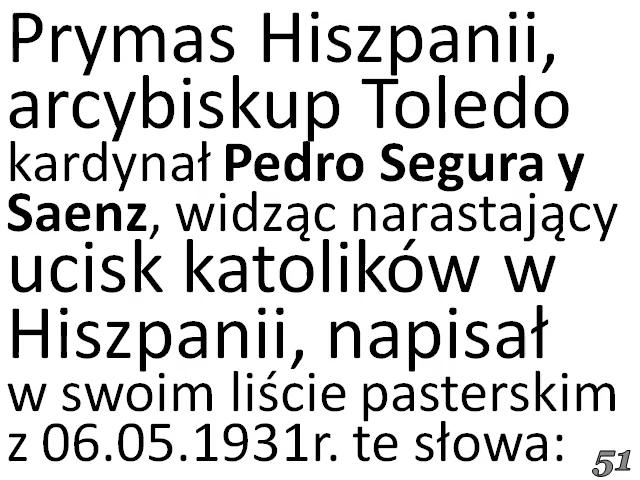 Prymas Hiszpanii,
arcybiskup Toledo
kardynał Pedro Segura y
Saenz, widząc narastający
ucisk katolików w
Hiszpanii, napisał
w swoim liście pasterskim
z 06.05.1931r. te słowa:
51